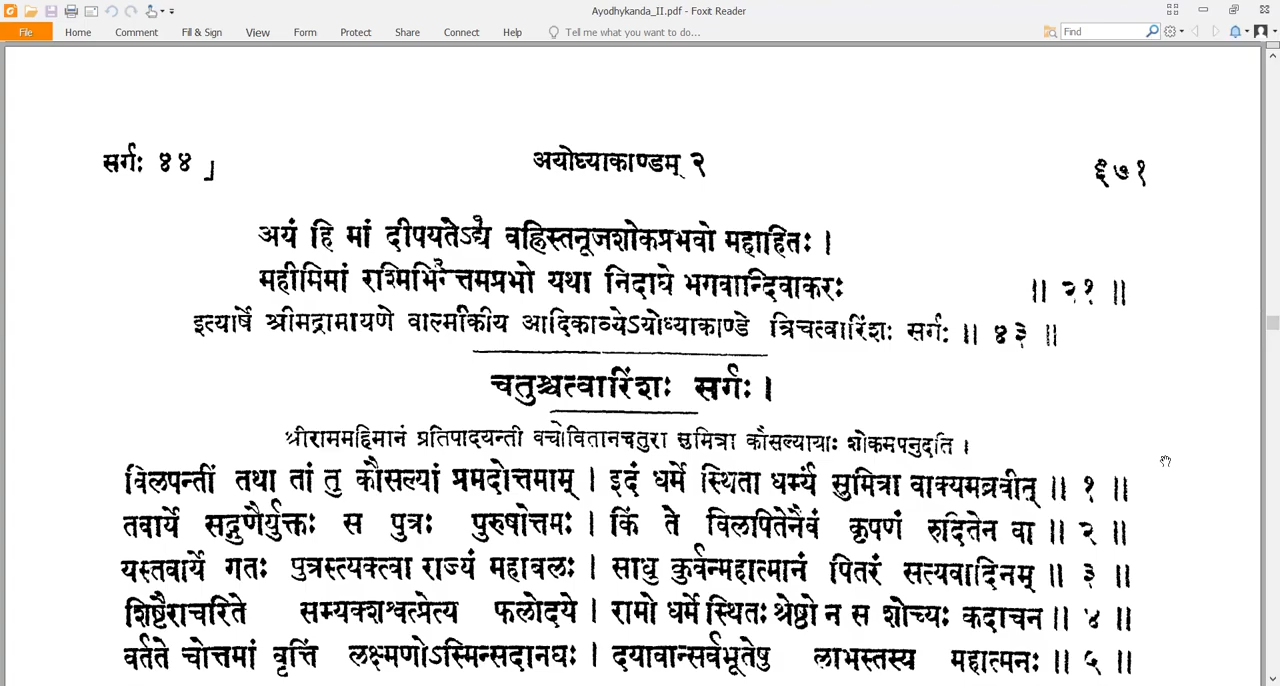 Ayodhykanda_II.pdf - Foxit Reader
File Home Comment Fill & Sign View Form Protect Share Connect Help Tell me what you want to do... Find
सर्गः ४४ ] अयोध्याकाण्डम् २ ६७१
अयं हि मां दीपयतेऽद्य वह्निस्तनूजशोकप्रभवो महाहितः ।
महीमिमां रश्मिभिरुत्तमप्रभो यथा निदाघे भगवान्दिवाकरः ॥ २१ ॥
इत्यार्षे श्रीमद्रामायणे वाल्मीकीय आदिकाव्येऽयोध्याकाण्डे त्रिचत्वारिंशः सर्गः ॥ ४३ ॥
चतुश्चत्वारिंशः सर्गः ।
श्रीराममहिमानं प्रतिपादयन्ती वचोवितानचतुरा सुमित्रा कौसल्यायाः शोकमपनुदति ।
विलपन्तीं तथा तां तु कौसल्यां प्रमदोत्तमाम् । इदं धर्मे स्थिता धर्म्यं सुमित्रा वाक्यमब्रवीत् ॥ १ ॥
तवार्ये सद्गुणैर्युक्तः स पुत्रः पुरुषोत्तमः । किं ते विलपितेनैवं कृपणं रुदितेन वा ॥ २ ॥
यस्तवार्ये गतः पुत्रस्त्यक्त्वा राज्यं महाबलः । साधु कुर्वन्महात्मानं पितरं सत्यवादिनम् ॥ ३ ॥
शिष्टैराचरिते सम्यक्शश्वत्प्रेत्य फलोदये । रामो धर्मे स्थितः श्रेष्ठो न स शोच्यः कदाचन ॥ ४ ॥
वर्तते चोत्तमां वृत्तिं लक्ष्मणोऽस्मिन्सदानघः । दयावान्सर्वभूतेषु लाभस्तस्य महात्मनः ॥ ५ ॥